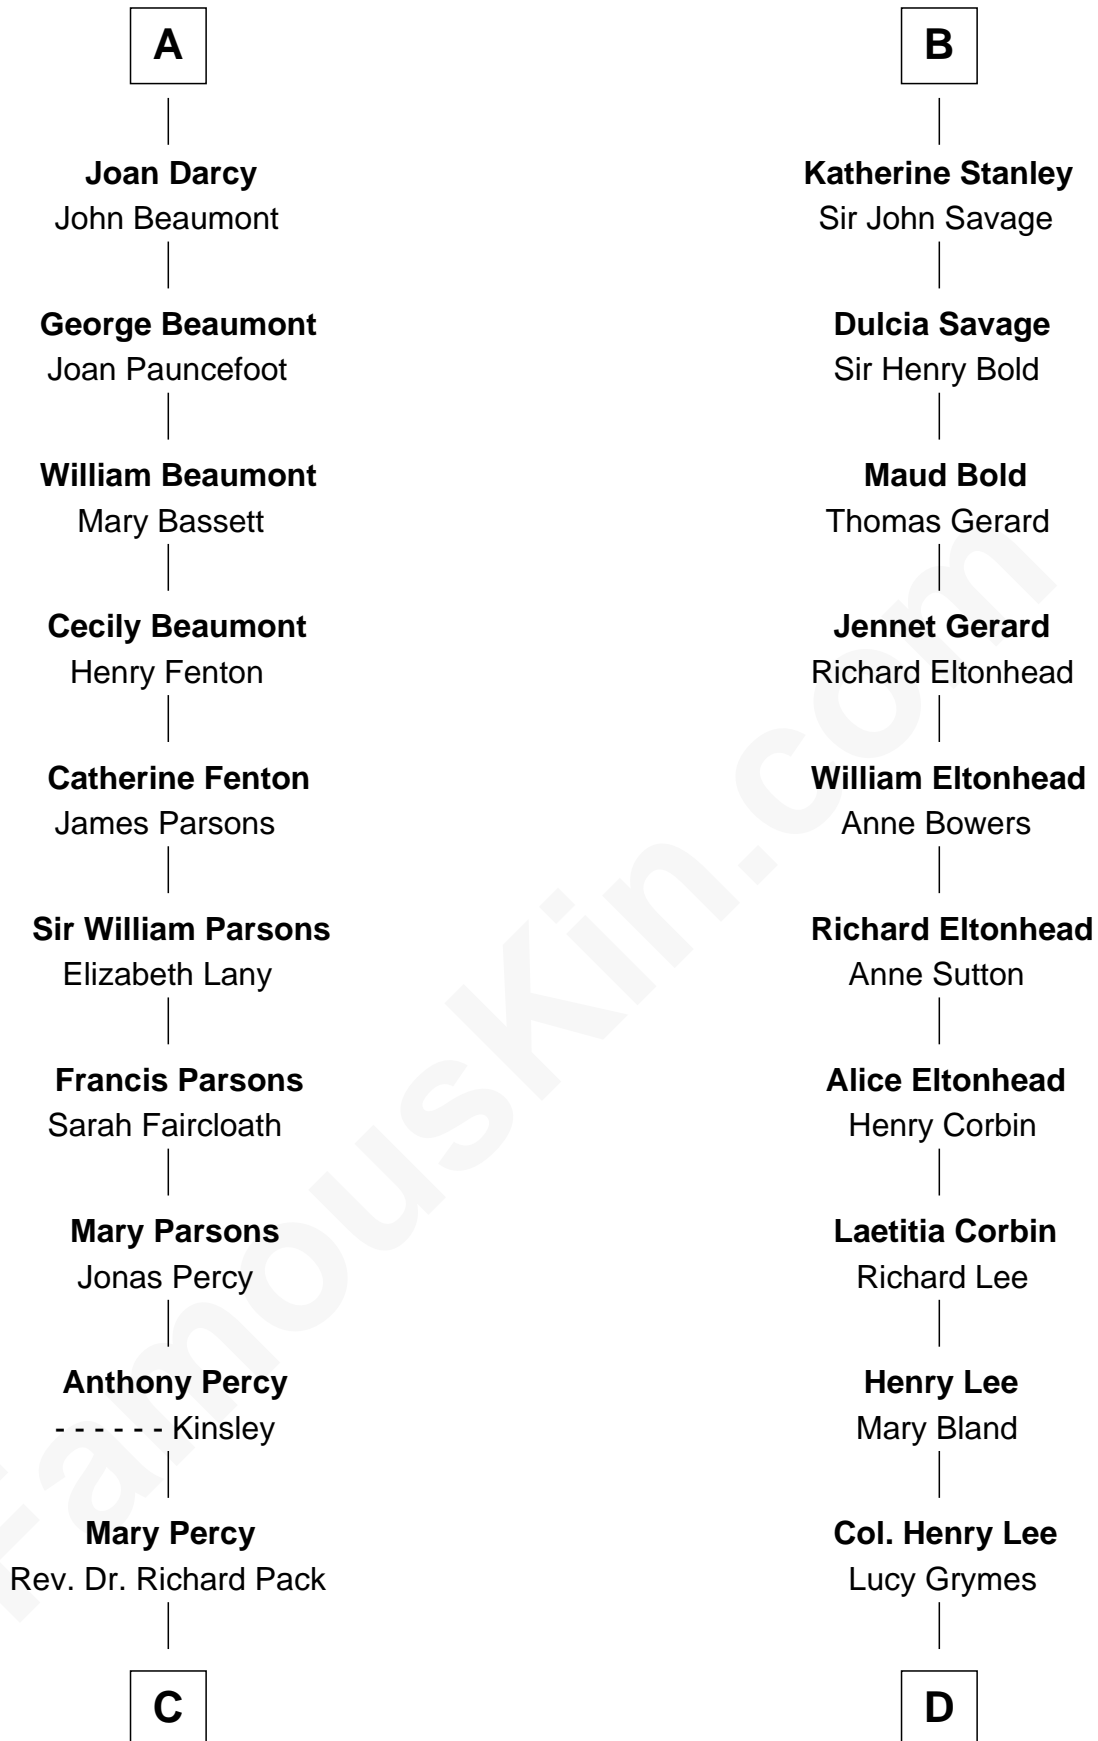 A
Joan Darcy
John Beaumont
George Beaumont
Joan Pauncefoot
William Beaumont
Mary Bassett
Cecily Beaumont
Henry Fenton
Catherine Fenton
James Parsons
Sir William Parsons
Elizabeth Lany
Francis Parsons
Sarah Faircloath
Mary Parsons
Jonas Percy
Anthony Percy
- - - - - - Kinsley
Mary Percy
Rev. Dr. Richard Pack
C
B
Katherine Stanley
Sir John Savage
Dulcia Savage
Sir Henry Bold
Maud Bold
Thomas Gerard
Jennet Gerard
Richard Eltonhead
William Eltonhead
Anne Bowers
Richard Eltonhead
Anne Sutton
Alice Eltonhead
Henry Corbin
Laetitia Corbin
Richard Lee
Henry Lee
Mary Bland
Col. Henry Lee
Lucy Grymes
D
FamousKin.com